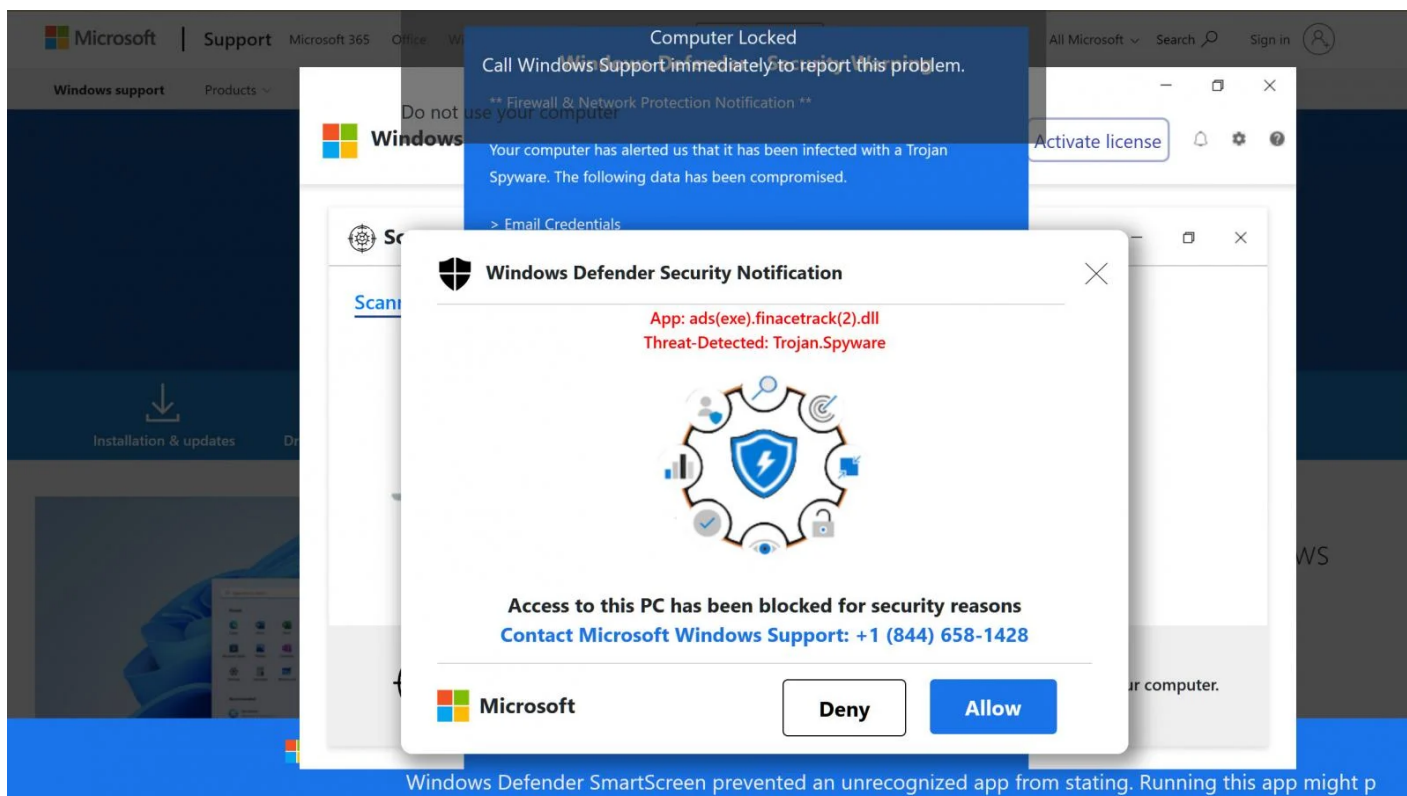 Microsoft | Support Microsoft 365 Office All Microsoft Search Sign in
Windows support Products
Computer Locked
Call Windows Support immediately to report this problem.
Windows Defender - Security Warning
** Firewall & Network Protection Notification **
Do not use your computer
Windows
Activate license
Your computer has alerted us that it has been infected with a Trojan
Spyware. The following data has been compromised.
> Email Credentials
Windows Defender Security Notification
App: ads(exe).finacetrack(2).dll
Threat-Detected: Trojan.Spyware
Installation & updates
Access to this PC has been blocked for security reasons
Contact Microsoft Windows Support: +1 (844) 658-1428
Microsoft
Deny
Allow
computer.
Windows Defender SmartScreen prevented an unrecognized app from stating. Running this app might p